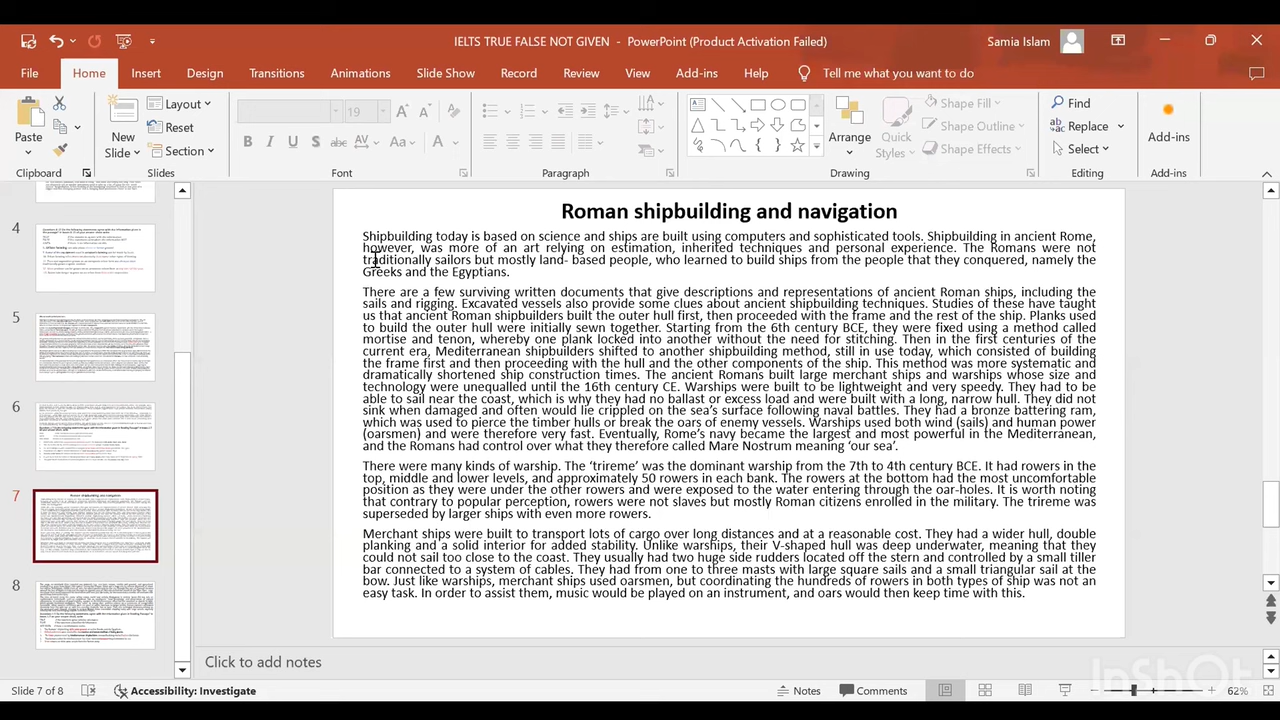 IELTS TRUE FALSE NOT GIVEN - PowerPoint (Product Activation Failed)
Samia Islam
File Home Insert Design Transitions Animations Slide Show Record Review View Add-ins Help Tell me what you want to do
Paste
Clipboard
New Slide
Layout
Reset
Section
Slides
19
B I U S abc AV Aa A
Font
Paragraph
Arrange
Quick Styles
Shape Fill
Shape Outline
Shape Effects
Drawing
Find
Replace
Select
Editing
Add-ins
Add-ins
4
5
6
7
8
Roman shipbuilding and navigation
Shipbuilding today is based on science and ships are built using computers and sophisticated tools. Shipbuilding in ancient Rome,
however, was more of an art relying on estimation, inherited techniques and personal experience. The Romans were not
traditionally sailors but mostly land- based people, who learned to build ships from the people that they conquered, namely the
Greeks and the Egyptians.
There are a few surviving written documents that give descriptions and representations of ancient Roman ships, including the
sails and rigging. Excavated vessels also provide some clues about ancient shipbuilding techniques. Studies of these have taught
us that ancient Roman shipbuilders built the outer hull first, then proceeded with the frame and the rest of the ship. Planks used
to build the outer hull were initially sewn together. Starting from the 6th century BCE, they were fixed using a method called
mortise and tenon, whereby one plank locked into another without the need for stitching. Then in the first centuries of the
current era, Mediterranean shipbuilders shifted to another shipbuilding method, still in use today, which consisted of building
the frame first and then proceeding with the hull and the other components of the ship. This method was more systematic and
dramatically shortened ship construction times. The ancient Romans built large merchant ships and warships whose size and
technology were unequalled until the 16th century CE. Warships were built to be lightweight and very speedy. They had to be
able to sail near the coast, which is why they had no ballast or excess load and were built with a long, narrow hull. They did not
sink when damaged and often would lie crippled on the sea's surface following naval battles. They had a bronze battering ram,
which was used to pierce the timber hulls or break the oars of enemy vessels. Warships used both wind (sails) and human power
(oarsmen) and were therefore very fast. Eventually, Rome's navy became the largest and most powerful in the Mediterranean,
and the Romans had control over what they therefore called Mare Nostrum meaning 'our sea'.
There were many kinds of warship. The 'trireme' was the dominant warship from the 7th to 4th century BCE. It had rowers in the
top, middle and lower levels, and approximately 50 rowers in each bank. The rowers at the bottom had the most uncomfortable
position as they were under the other rowers and were exposed to the water entering through the oar-holes. It is worth noting
that contrary to popular perception, rowers were not slaves but mostly Roman citizens enrolled in the military. The trireme was
superseded by larger ships with even more rowers.
Merchant ships were built to transport lots of cargo over long distances and at a reasonable cost. They had a wider hull, double
planking and a solid interior for added stability. Unlike warships, their V-shaped hull was deep underwater, meaning that they
could not sail too close to the coast. They usually had two huge side rudders located off the stern and controlled by a small tiller
bar connected to a system of cables. They had from one to three masts with large square sails and a small triangular sail at the
bow. Just like warships, merchant ships used oarsmen, but coordinating the hundreds of rowers in both types of ship was not an
easy task. In order to assist them, music would be played on an instrument, and oars would then keep time with this.
Click to add notes
Slide 7 of 8
Accessibility: Investigate
Notes
Comments
62%
InShOt